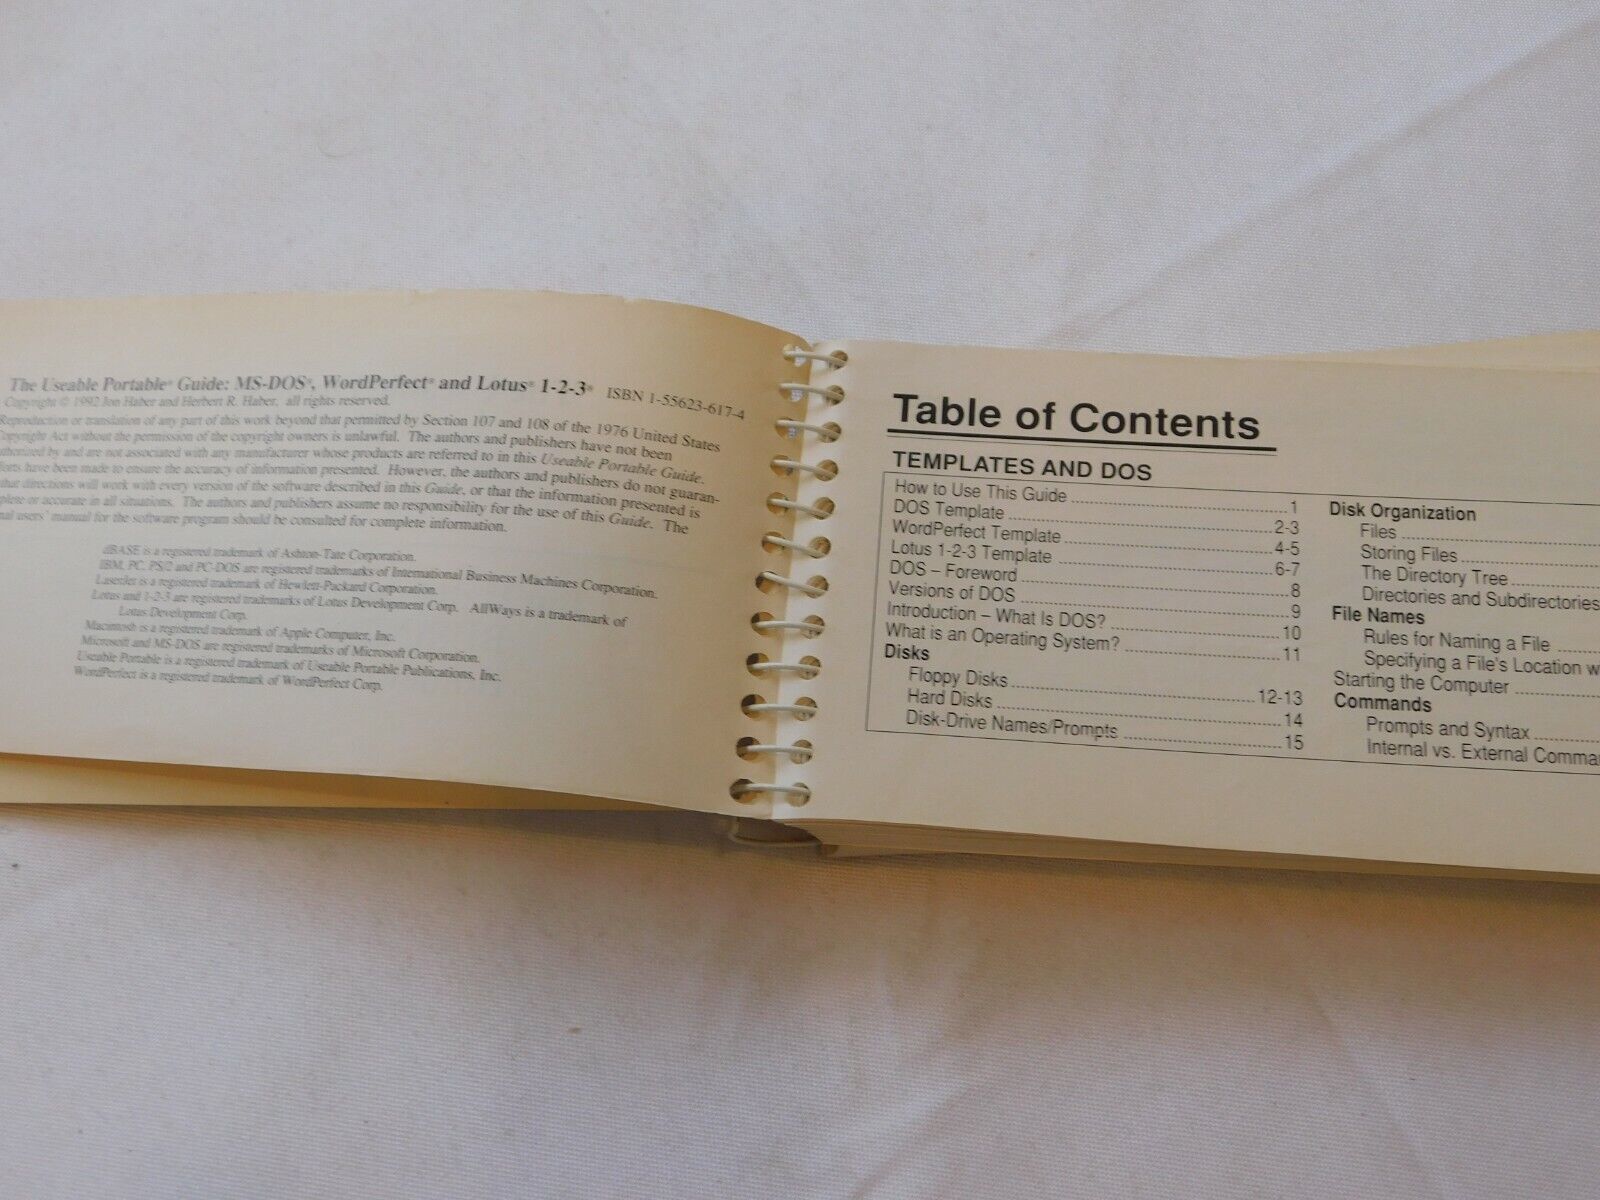 The Useable Portable® Guide: MS-DOS®, WordPerfect® and Lotus® 1-2-3® ISBN 1-55623-617-4
Copyright © 1992 Jon Haber and Herbert R. Haber, all rights reserved.
Reproduction or translation of any part of this work beyond that permitted by Section 107 and 108 of the 1976 United States
Copyright Act without the permission of the copyright owners is unlawful. The authors and publishers have not been
by and are not associated with any manufacturer whose products are referred to in this Useable Portable Guide.
have been made to ensure the accuracy of information presented. However, the authors and publishers do not guaran-
that directions will work with every version of the software described in this Guide, or that the information presented is
or accurate in all situations. The authors and publishers assume no responsibility for the use of this Guide. The
users' manual for the software program should be consulted for complete information.
dBASE is a registered trademark of Ashton-Tate Corporation.
IBM, PC, PS/2 and PC-DOS are registered trademarks of International Business Machines Corporation.
LaserJet is a registered trademark of Hewlett-Packard Corporation.
Lotus and 1-2-3 are registered trademarks of Lotus Development Corp. AllWays is a trademark of
Lotus Development Corp.
Macintosh is a registered trademark of Apple Computer, Inc.
Microsoft and MS-DOS are registered trademarks of Microsoft Corporation.
Useable Portable is a registered trademark of Useable Portable Publications, Inc.
WordPerfect is a registered trademark of WordPerfect Corp.
Table of Contents
TEMPLATES AND DOS
How to Use This Guide 1
DOS Template 2-3
WordPerfect Template 4-5
Lotus 1-2-3 Template 6-7
DOS – Foreword 8
Versions of DOS 9
Introduction – What Is DOS? 10
What is an Operating System? 11
Disks
Floppy Disks 12-13
Hard Disks 14
Disk-Drive Names/Prompts 15
Disk Organization
Files
Storing Files
The Directory Tree
Directories and Subdirectories
File Names
Rules for Naming a File
Specifying a File's Location
Starting the Computer
Commands
Prompts and Syntax
Internal vs. External